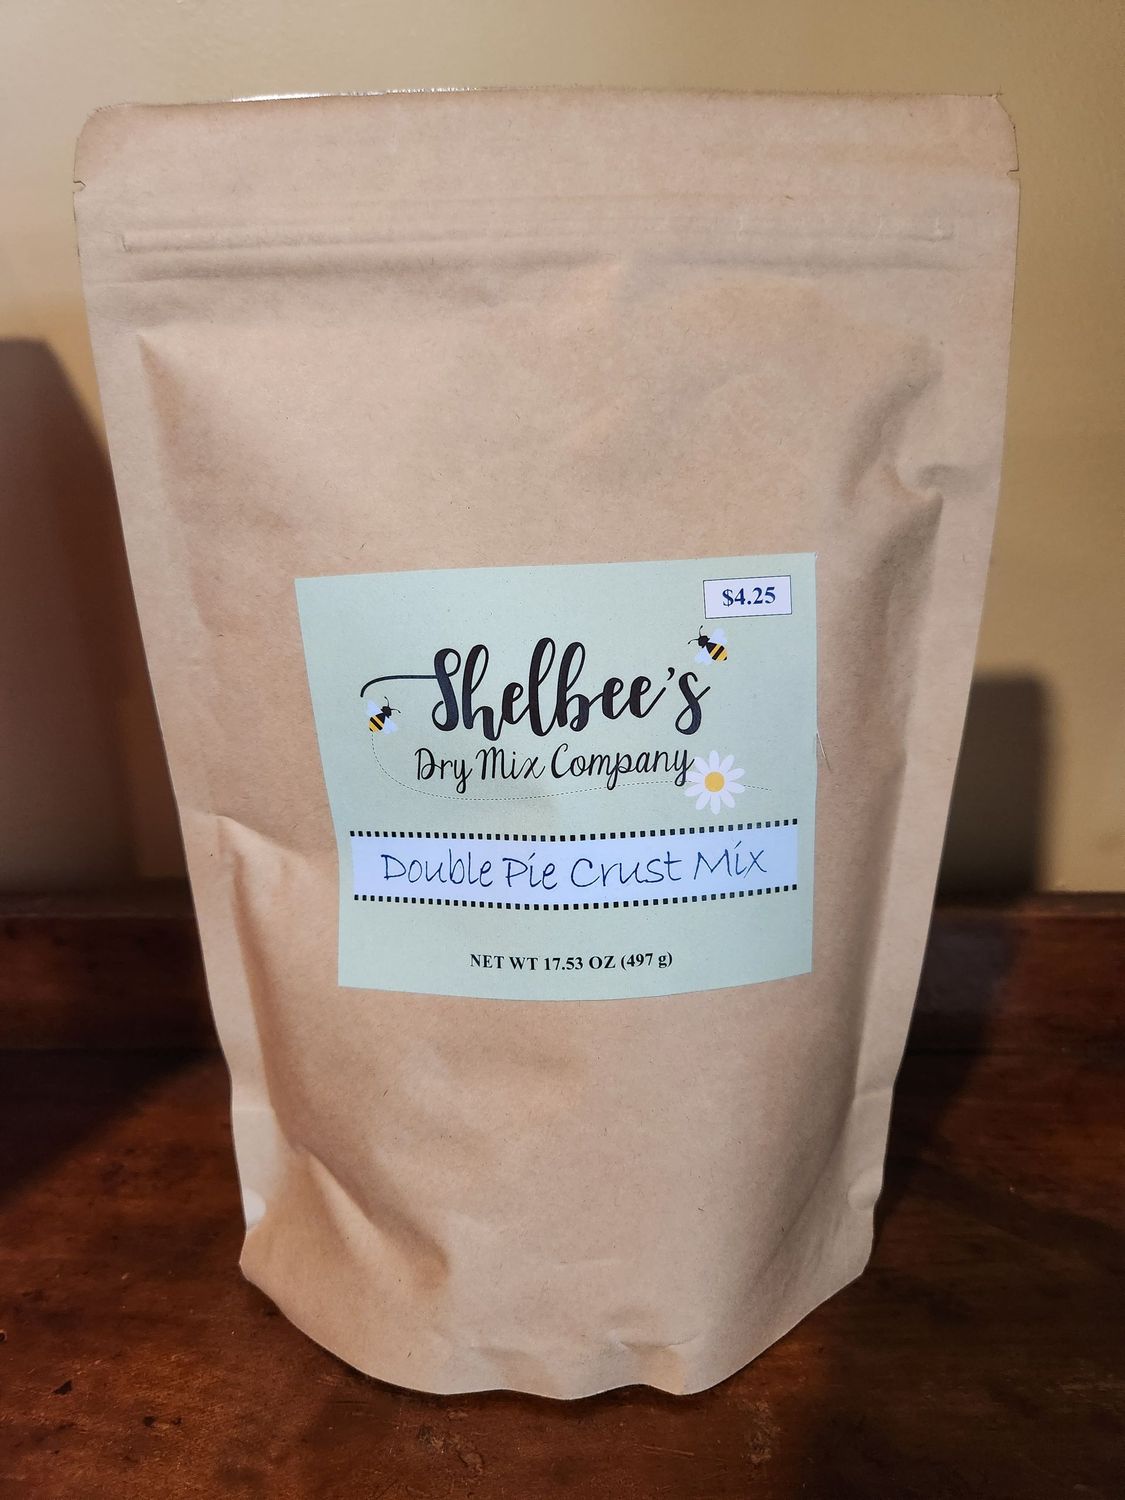 $4.25
Shelbee's
Dry Mix Company
Double Pie Crust Mix
NET WT 17.53 OZ (497 g)